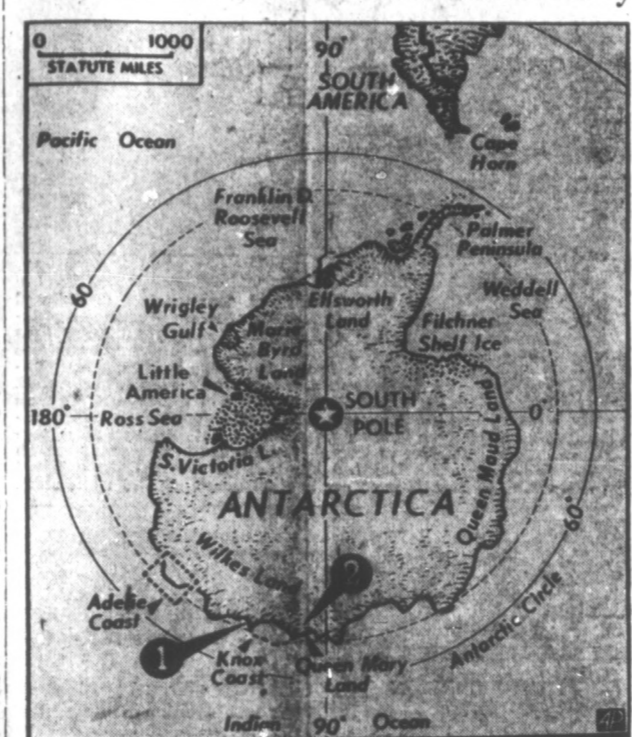 0 1000
STATUTE MILES
90°
SOUTH
AMERICA
Pacific Ocean
Cape
Horn
Franklin D.
Roosevelt
Sea
Palmer
Peninsula
60
Weddell
Sea
Wrigley
Gulf
Ellsworth
Land
Marie
Byrd
Land
Filchner
Shelf Ice
Little
America
180°
Ross Sea
SOUTH
POLE
0°
S. Victoria L.
Queen Maud Land
ANTARCTICA
60°
Wilkes Lan
2
Adelie
Coast
Antarctic Circle
1
Knox
Coast
Queen Mary
Land
Indian 90° Ocean
AP